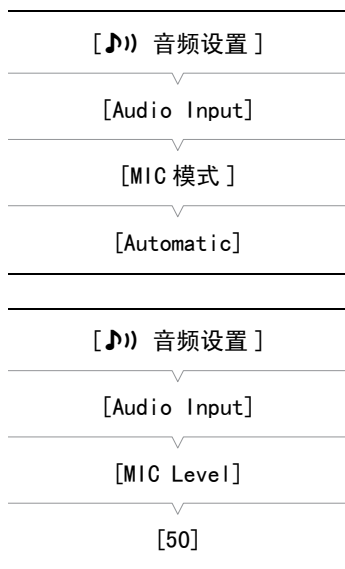 [♪)) 音频设置 ]
[Audio Input]
[MIC 模式 ]
[Automatic]
[♪)) 音频设置 ]
[Audio Input]
[MIC Level]
[50]